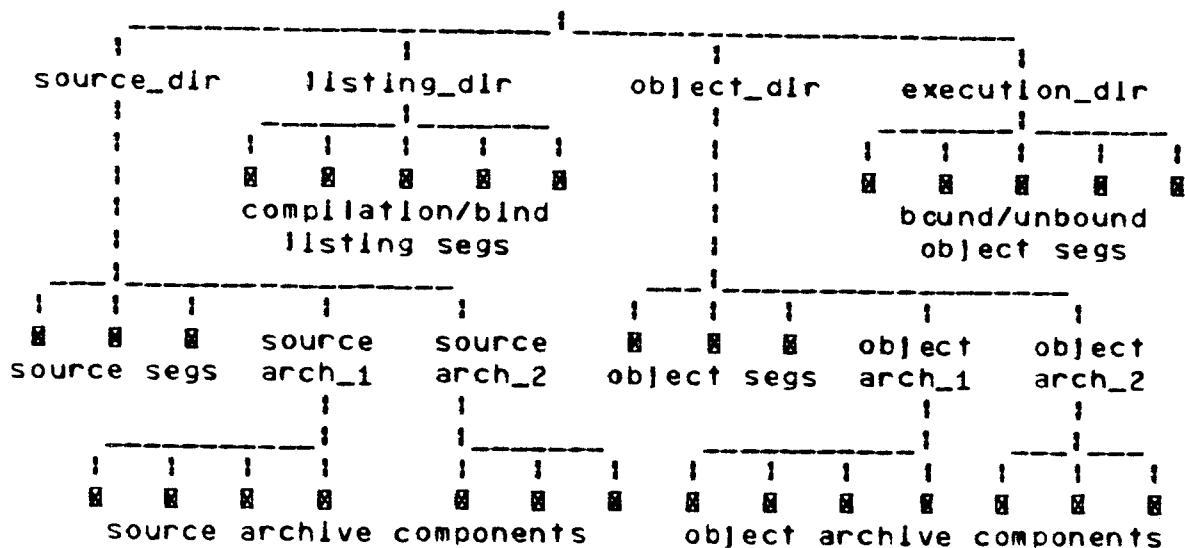 source_dir listing_dir object_dir execution_dir
compilation/bind
listing segs
bound/unbound
object segs
source segs
source
arch_1
source
arch_2
object segs
object
arch_1
object
arch_2
source archive components
object archive components